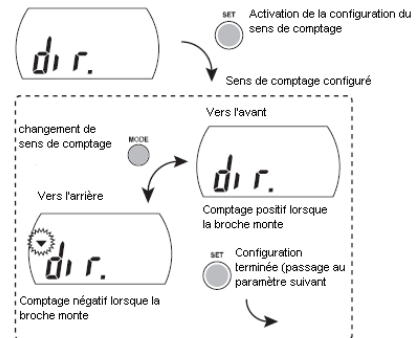 SET
Activation de la configuration du
sens de comptage
dir.
Sens de comptage configuré
Vers l'avant
changement de
sens de comptage
MODE
dir.
Vers l'arrière
Comptage positif lorsque
la broche monte
dir.
SET
Configuration
terminée (passage au
paramètre suivant
Comptage négatif lorsque la
broche monte